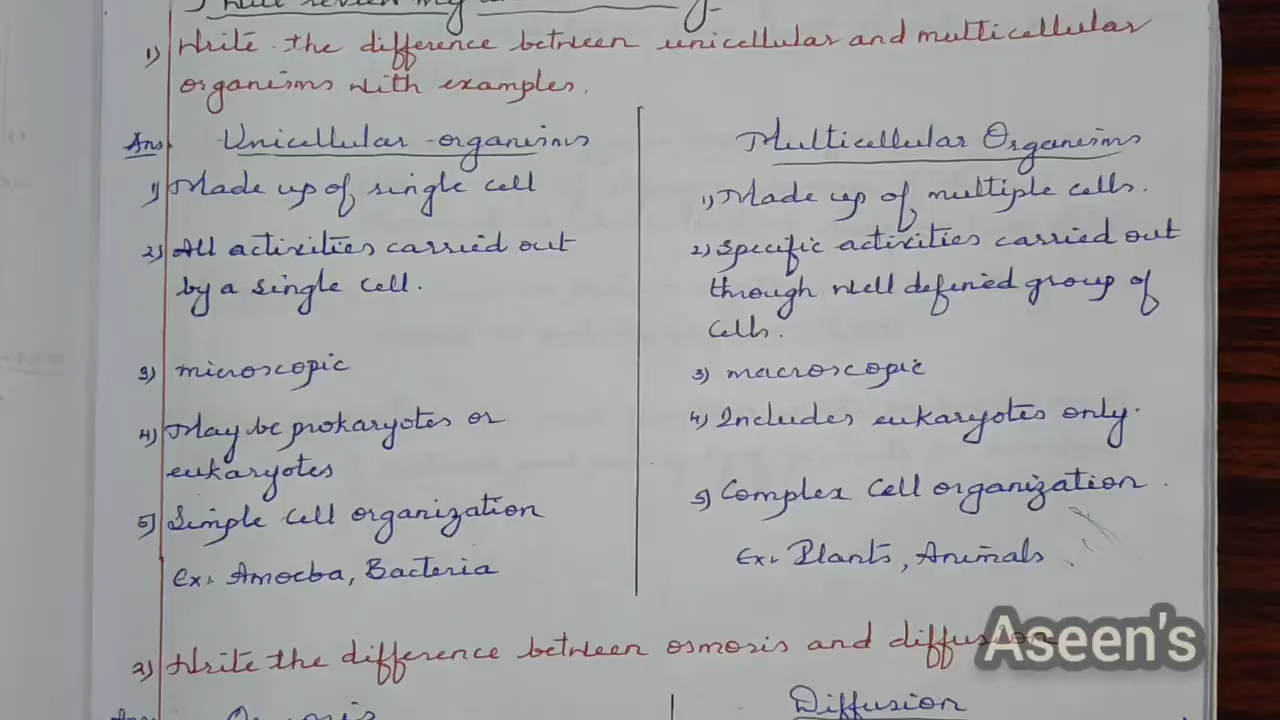 I
review my
1) Write the difference between unicellular and multicellular
organisms with examples.
Ans. Unicellular organisms
1) Made up of single cell
2) All activities carried out
by a single cell.
3) microscopic
4) May be prokaryotes or
eukaryotes
5) Simple cell organization
Ex. Amoeba, Bacteria
Multicellular Organisms
1) Made up of multiple cells.
2) Specific activities carried out
through well defined group of
cells.
3) macroscopic
4) Includes eukaryotes only.
5) Complex cell organization.
Ex. Plants, Animals
2) Write the difference between osmosis and diffusion
Ans. Osmosis
Diffusion
Aseen's